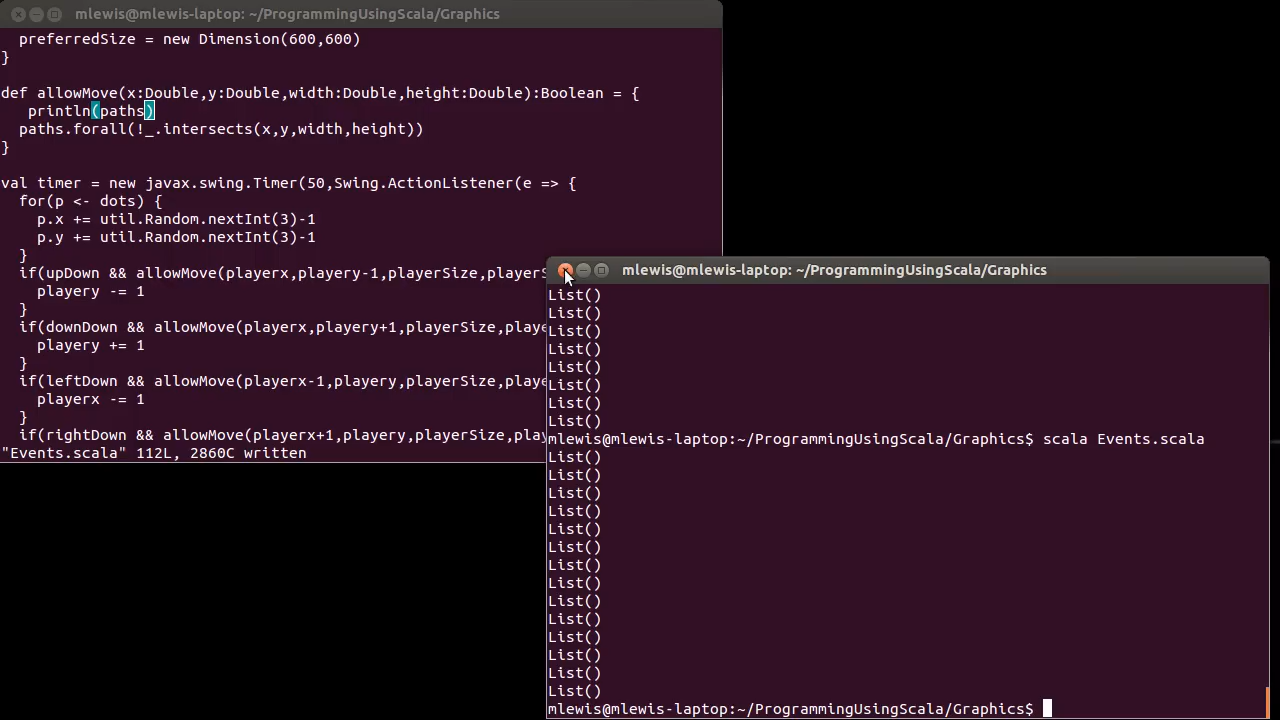 mlewis@mlewis-laptop: ~/ProgrammingUsingScala/Graphics
  preferredSize = new Dimension(600,600)
}
def allowMove(x:Double,y:Double,width:Double,height:Double):Boolean = {
   println(paths)
  paths.forall(!_.intersects(x,y,width,height))
}
val timer = new javax.swing.Timer(50,Swing.ActionListener(e => {
  for(p <- dots) {
    p.x += util.Random.nextInt(3)-1
    p.y += util.Random.nextInt(3)-1
  }
  if(upDown && allowMove(playerx,playery-1,playerSize,playerS
    playery -= 1
  }
  if(downDown && allowMove(playerx,playery+1,playerSize,playe
    playery += 1
  }
  if(leftDown && allowMove(playerx-1,playery,playerSize,playe
    playerx -= 1
  }
  if(rightDown && allowMove(playerx+1,playery,playerSize,play
"Events.scala" 112L, 2860C written
mlewis@mlewis-laptop: ~/ProgrammingUsingScala/Graphics
List()
List()
List()
List()
List()
List()
List()
List()
mlewis@mlewis-laptop:~/ProgrammingUsingScala/Graphics$ scala Events.scala
List()
List()
List()
List()
List()
List()
List()
List()
List()
List()
List()
List()
List()
List()
mlewis@mlewis-laptop:~/ProgrammingUsingScala/Graphics$